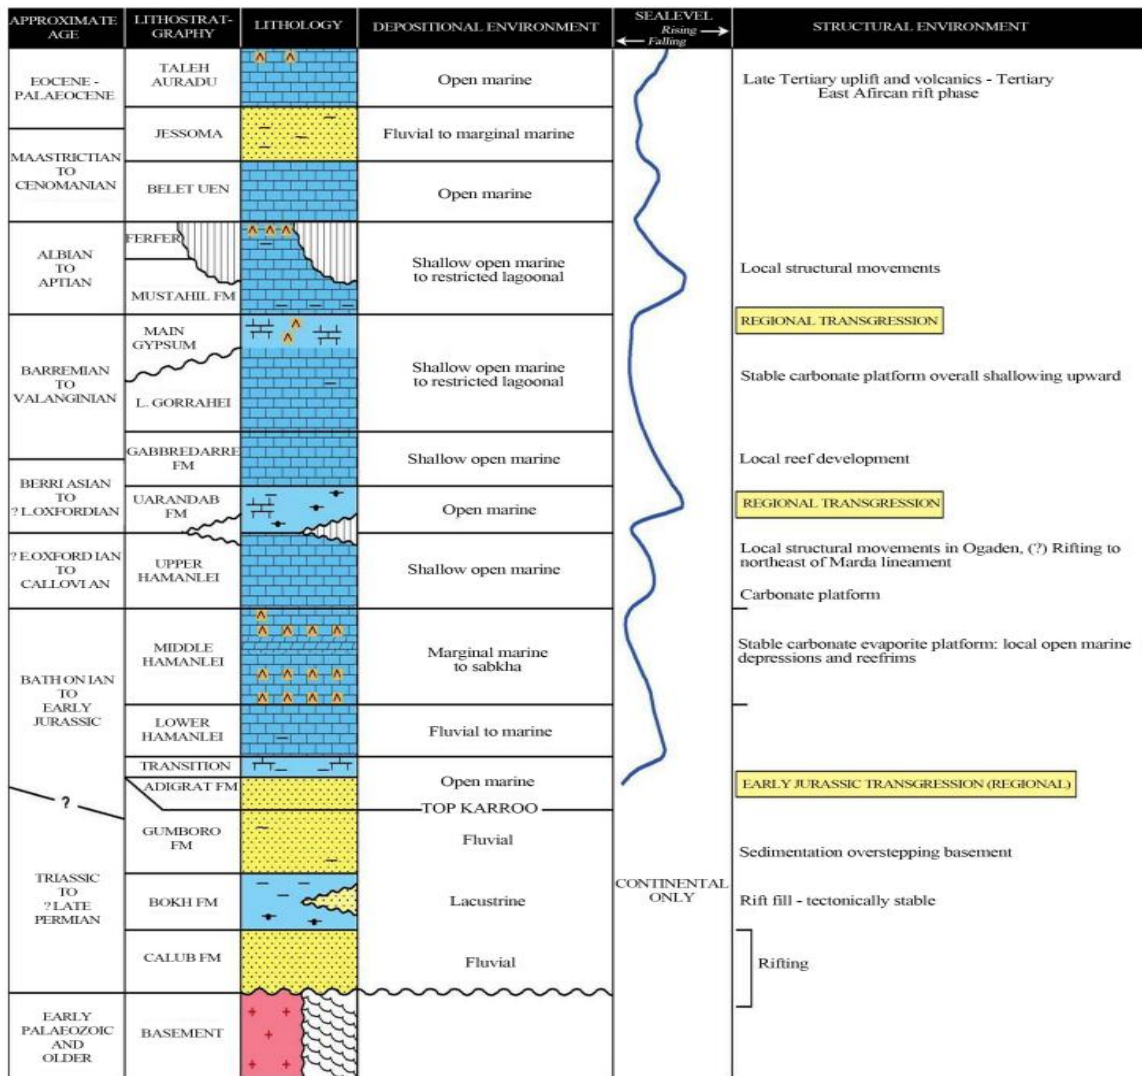 APPROXIMATE
AGE
LITHOSTRAT-
GRAPHY
LITHOLOGY
DEPOSITIONAL ENVIRONMENT
SEALEVEL
Rising
Falling
STRUCTURAL ENVIRONMENT
EOCENE -
PALAEOCENE
TALEH
AURADU
Open marine
Late Tertiary uplift and volcanics - Tertiary
East Afircan rift phase
JESSOMA
Fluvial to marginal marine
MAASTRICTIAN
TO
CENOMANIAN
BELET UEN
Open marine
ALBIAN
TO
APTIAN
FERFER
MUSTAHIL FM
Shallow open marine
to restricted lagoonal
Local structural movements
REGIONAL TRANSGRESSION
BARREMIAN
TO
VALANGINIAN
MAIN
GYPSUM
L. GORRAHEI
Shallow open marine
to restricted lagoonal
Stable carbonate platform overall shallowing upward
GABBREDARRE
FM
Shallow open marine
Local reef development
BERRI ASIAN
TO
? LOXFORDIAN
UARANDAB
FM
Open marine
REGIONAL TRANSGRESSION
? E.OXFORD IAN
TO
CALLOVI AN
UPPER
HAMANLEI
Shallow open marine
Local structural movements in Ogaden, (?) Rifting to
northeast of Marda lineament
Carbonate platform
BATH ON IAN
TO
EARLY
JURASSIC
MIDDLE
HAMANLEI
Marginal marine
to sabkha
Stable carbonate evaporite platform: local open marine
depressions and reefrims
LOWER
HAMANLEI
Fluvial to marine
TRANSITION
ADIGRAT FM
Open marine
EARLY JURASSIC TRANSGRESSION (REGIONAL)
?
TOP KARROO
GUMBORO
FM
Fluvial
Sedimentation overstepping basement
TRIASSIC
TO
? LATE
PERMIAN
BOKH FM
Lacustrine
CONTINENTAL
ONLY
Rift fill - tectonically stable
CALUB FM
Fluvial
Rifting
EARLY
PALAEOZOIC
AND
OLDER
BASEMENT